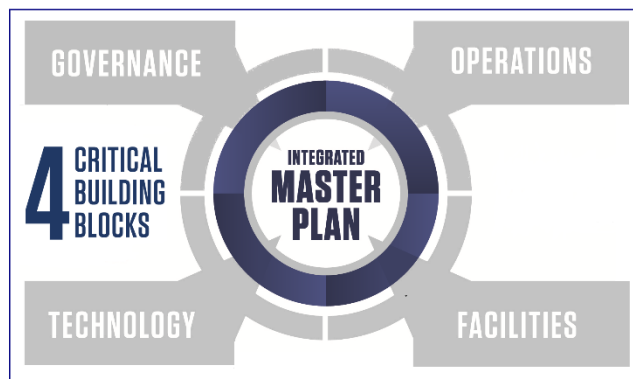 GOVERNANCE
OPERATIONS
4
CRITICAL
BUILDING
BLOCKS
INTEGRATED
MASTER
PLAN
TECHNOLOGY
FACILITIES